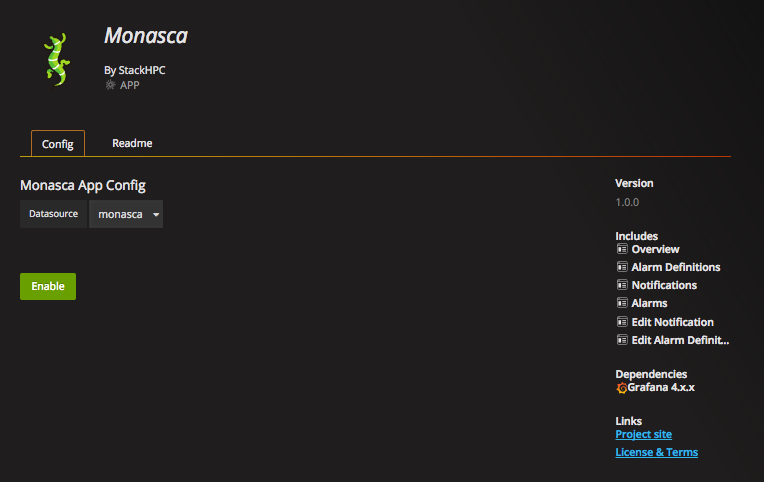 Monasca
By StackHPC
APP
Config
Readme
Monasca App Config
Datasource
monasca
Enable
Version
1.0.0
Includes
Overview
Alarm Definitions
Notifications
Alarms
Edit Notification
Edit Alarm Definit...
Dependencies
Grafana 4.x.x
Links
Project site
License & Terms